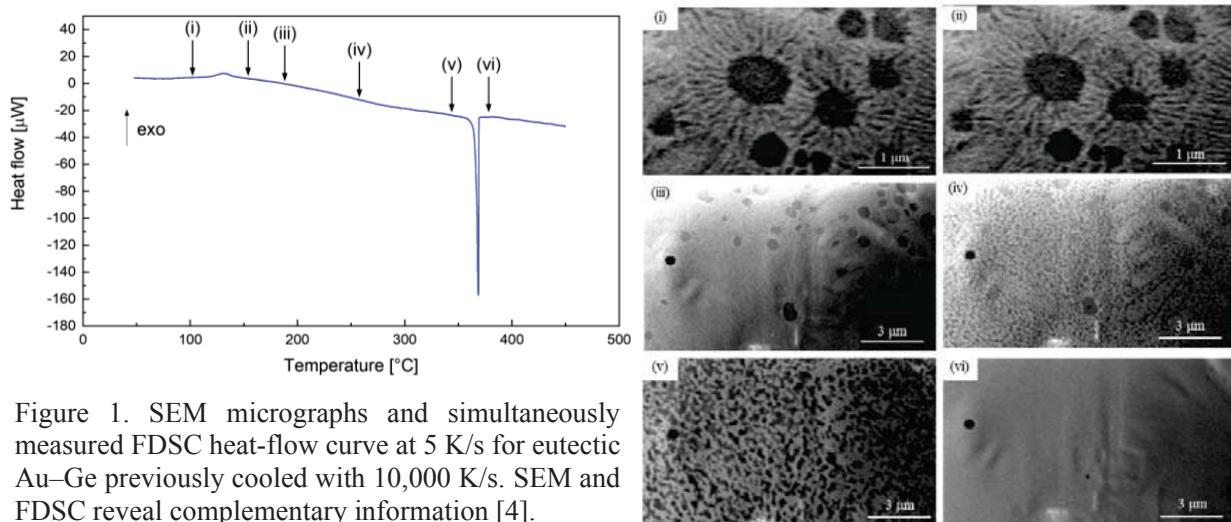 40
20
0
-20
-40
-60
-80
-100
-120
-140
-160
-180
Heat flow [µW]
(i) (ii) (iii) (iv) (v) (vi)
exo
0 100 200 300 400 500
Temperature [°C]
Figure 1. SEM micrographs and simultaneously
measured FDSC heat-flow curve at 5 K/s for eutectic
Au–Ge previously cooled with 10,000 K/s. SEM and
FDSC reveal complementary information [4].
(i)
1 µm
(ii)
1 µm
(iii)
3 µm
(iv)
3 µm
(v)
3 µm
(vi)
3 µm